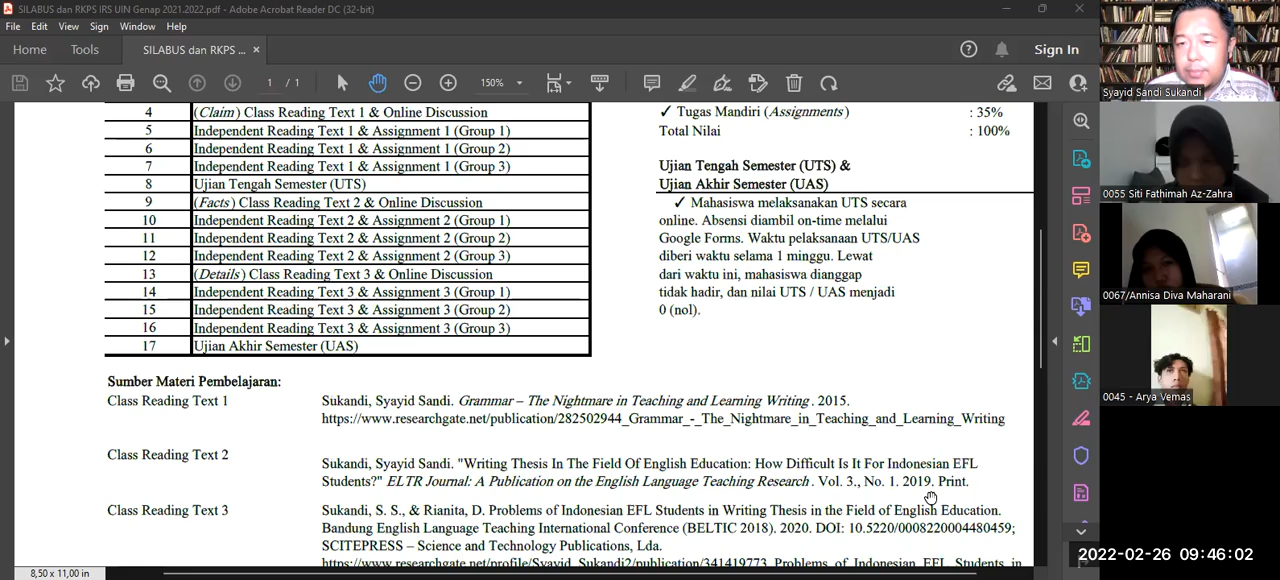 SILABUS dan RKPS IRS UIN Genap 2021.2022.pdf - Adobe Acrobat Reader DC (32-bit)
File Edit View Sign Window Help
Home Tools SILABUS dan RKPS ... × Sign In
1 / 1 150%
4 (Claim) Class Reading Text 1 & Online Discussion
5 Independent Reading Text 1 & Assignment 1 (Group 1)
6 Independent Reading Text 1 & Assignment 1 (Group 2)
7 Independent Reading Text 1 & Assignment 1 (Group 3)
8 Ujian Tengah Semester (UTS)
9 (Facts) Class Reading Text 2 & Online Discussion
10 Independent Reading Text 2 & Assignment 2 (Group 1)
11 Independent Reading Text 2 & Assignment 2 (Group 2)
12 Independent Reading Text 2 & Assignment 2 (Group 3)
13 (Details) Class Reading Text 3 & Online Discussion
14 Independent Reading Text 3 & Assignment 3 (Group 1)
15 Independent Reading Text 3 & Assignment 3 (Group 2)
16 Independent Reading Text 3 & Assignment 3 (Group 3)
17 Ujian Akhir Semester (UAS)
✓ Tugas Mandiri (Assignments) : 35%
Total Nilai : 100%
Ujian Tengah Semester (UTS) &
Ujian Akhir Semester (UAS)
✓ Mahasiswa melaksanakan UTS secara
online. Absensi diambil on-time melalui
Google Forms. Waktu pelaksanaan UTS/UAS
diberi waktu selama 1 minggu. Lewat
dari waktu ini, mahasiswa dianggap
tidak hadir, dan nilai UTS / UAS menjadi
0 (nol).
Sumber Materi Pembelajaran:
Class Reading Text 1 Sukandi, Syayid Sandi. Grammar – The Nightmare in Teaching and Learning Writing. 2015.
https://www.researchgate.net/publication/282502944_Grammar_-_The_Nightmare_in_Teaching_and_Learning_Writing
Class Reading Text 2
Sukandi, Syayid Sandi. "Writing Thesis In The Field Of English Education: How Difficult Is It For Indonesian EFL
Students?" ELTR Journal: A Publication on the English Language Teaching Research. Vol. 3., No. 1. 2019. Print.
Class Reading Text 3 Sukandi, S. S., & Rianita, D. Problems of Indonesian EFL Students in Writing Thesis in the Field of English Education.
Bandung English Language Teaching International Conference (BELTIC 2018). 2020. DOI: 10.5220/0008220004480459;
SCITEPRESS – Science and Technology Publications, Lda.
https://www.researchgate.net/profile/Syayid_Sukandi2/publication/341419773_Problems_of_Indonesian_EFL_Students_in
8,50 x 11,00 in
Syayid Sandi Sukandi
0055 Siti Fathimah Az-Zahra
0067/Annisa Diva Maharani
0045 - Arya Vemas
2022-02-26 09:46:02